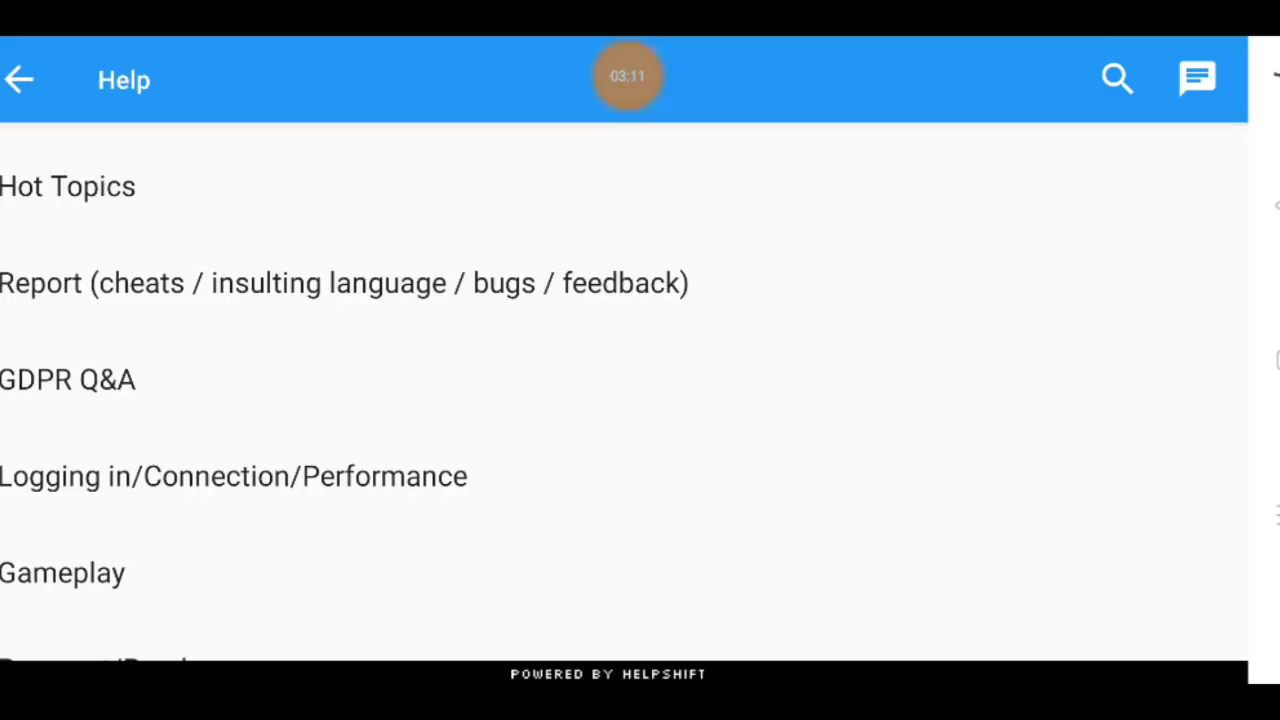 Help
03:11
Hot Topics
Report (cheats / insulting language / bugs / feedback)
GDPR Q&A
Logging in/Connection/Performance
Gameplay
POWERED BY HELPSHIFT